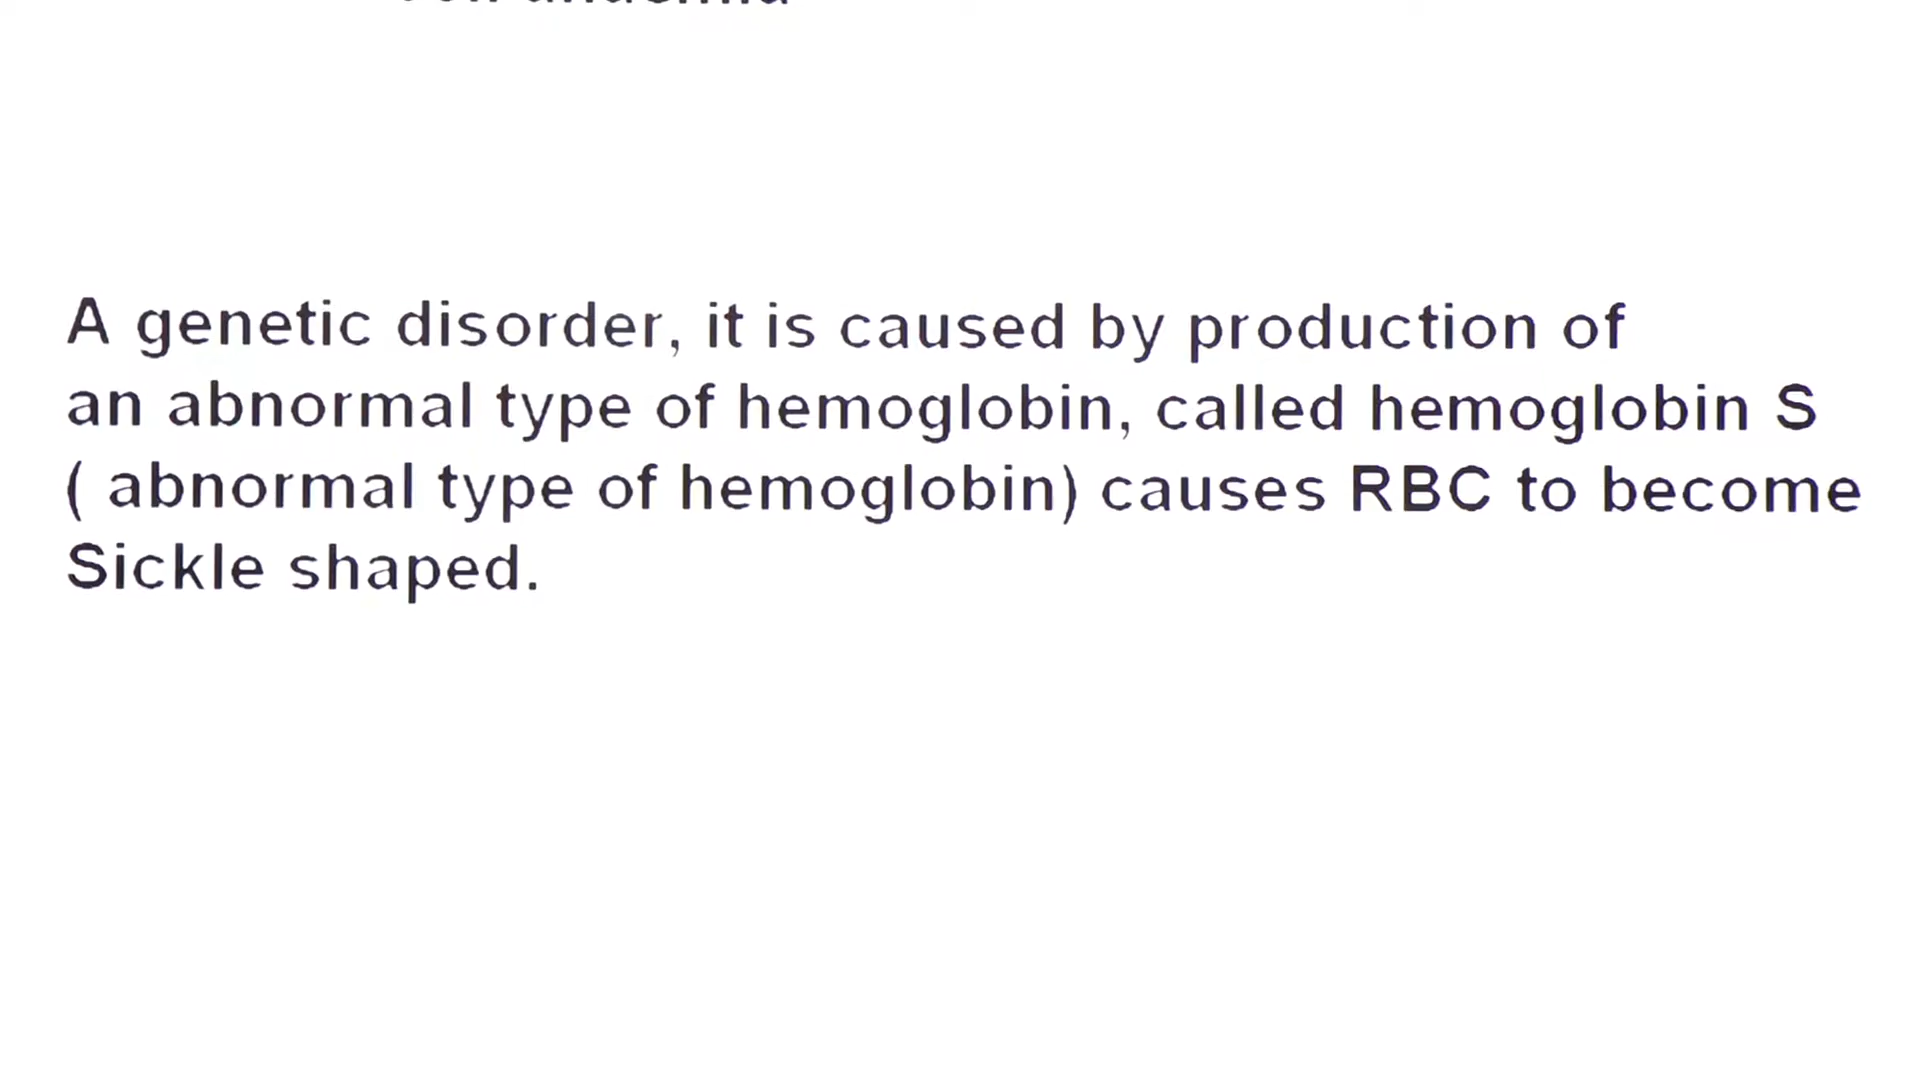 A genetic disorder, it is caused by production of
an abnormal type of hemoglobin, called hemoglobin S
( abnormal type of hemoglobin) causes RBC to become
Sickle shaped.